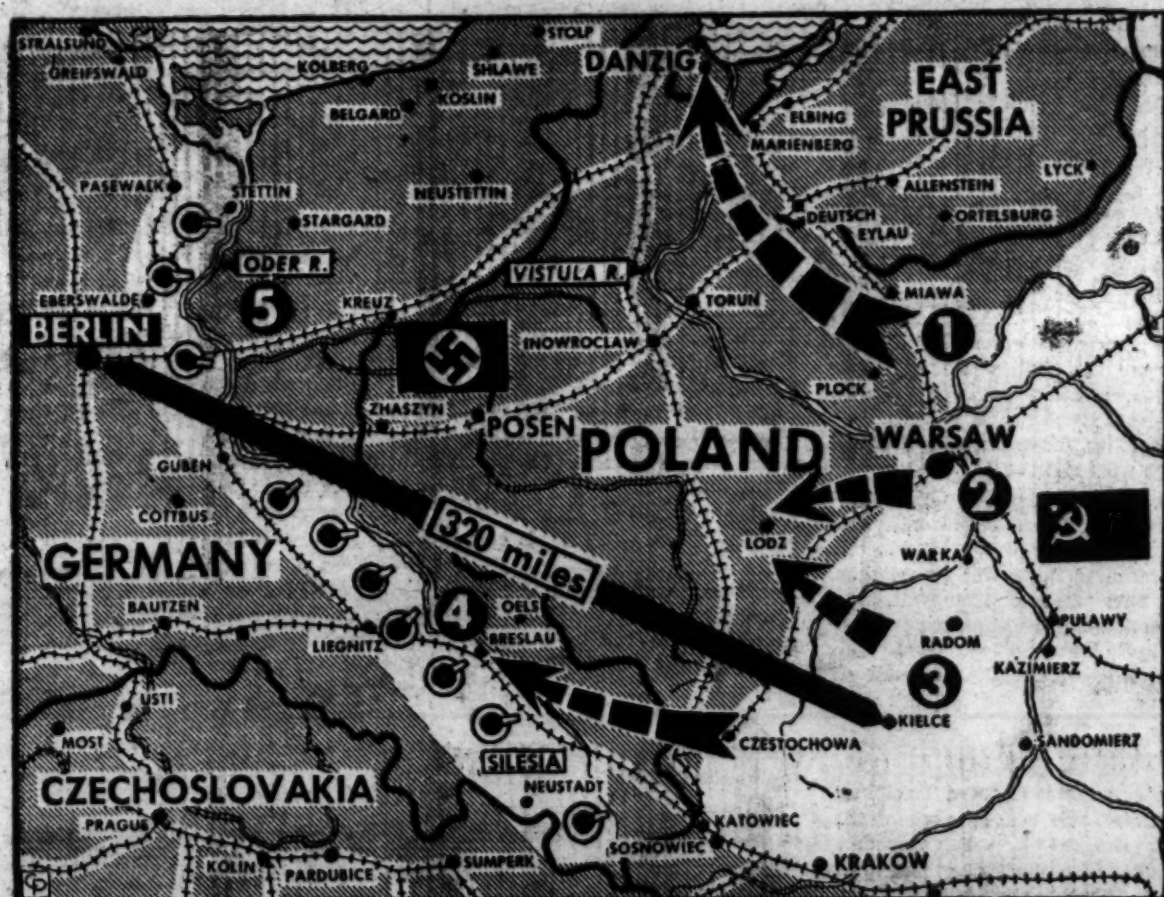 STRALSUND
GREIFSWALD
KOLBERG
STOLP
SHLAWE
KOSLIN
BELGARD
DANZIG
EAST
PRUSSIA
ELBING
MARIENBERG
LYCK
PASEWALK
STETTIN
STARGARD
NEUSTETTIN
ALLENSTEIN
DEUTSCH
EYLAU
ORTELSBURG
ODER R.
VISTULA R.
EBERSWALDE
5
KREUZ
TORUN
MIAWA
BERLIN
INOWROCLAW
1
PLOCK
ZHASZYN
POSEN
POLAND
WARSAW
GUBEN
2
COTTBUS
320 miles
LODZ
WARKA
GERMANY
BAUTZEN
LIEGNITZ
4
OELS
BRESLAU
RADOM
PULAWY
KAZIMIERZ
3
USTI
KIELCE
MOST
CZESTOCHOWA
SANDOMIERZ
SILESIA
NEUSTADT
CZECHOSLOVAKIA
PRAGUE
KATOWIEC
SOSNOWIEC
KOLIN
PARDUBICE
SUMPERK
KRAKOW